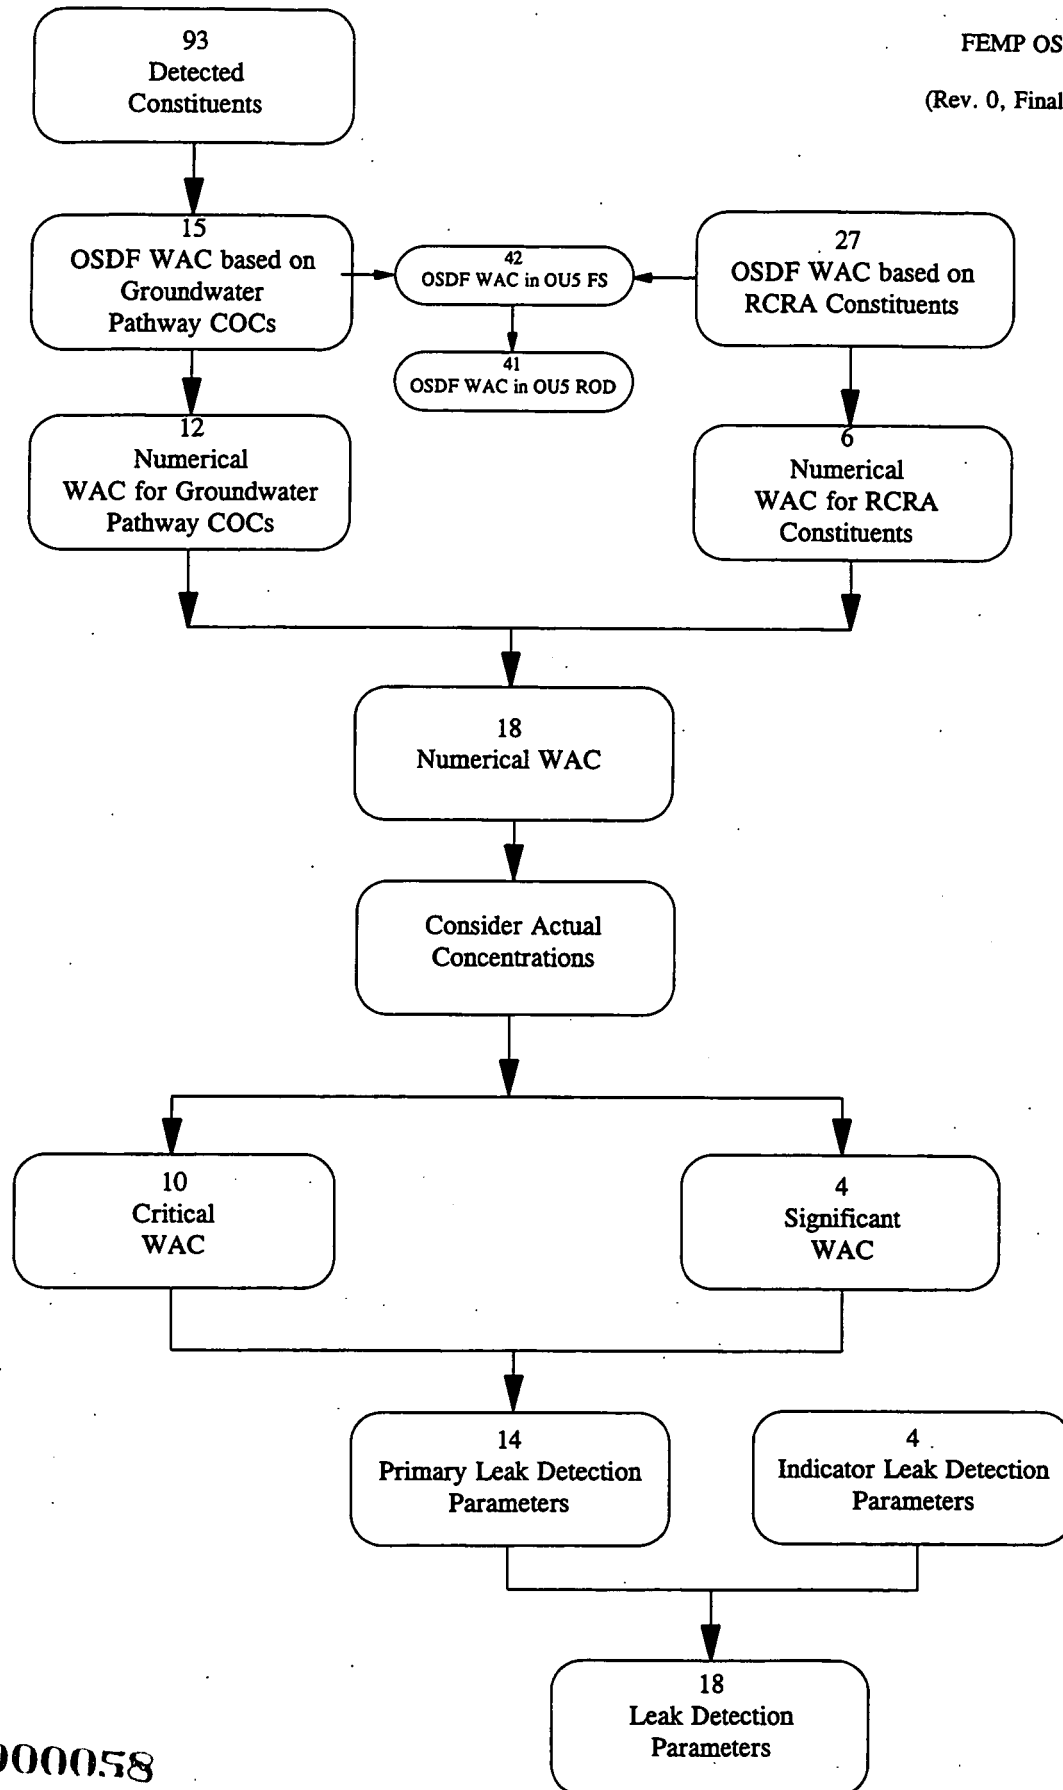 FEMP OS
(Rev. 0, Final
93
Detected
Constituents
15
OSDF WAC based on
Groundwater
Pathway COCs
42
OSDF WAC in OU5 FS
27
OSDF WAC based on
RCRA Constituents
41
OSDF WAC in OU5 ROD
12
Numerical
WAC for Groundwater
Pathway COCs
6
Numerical
WAC for RCRA
Constituents
18
Numerical WAC
Consider Actual
Concentrations
10
Critical
WAC
4
Significant
WAC
14
Primary Leak Detection
Parameters
4
Indicator Leak Detection
Parameters
18
Leak Detection
Parameters
000058